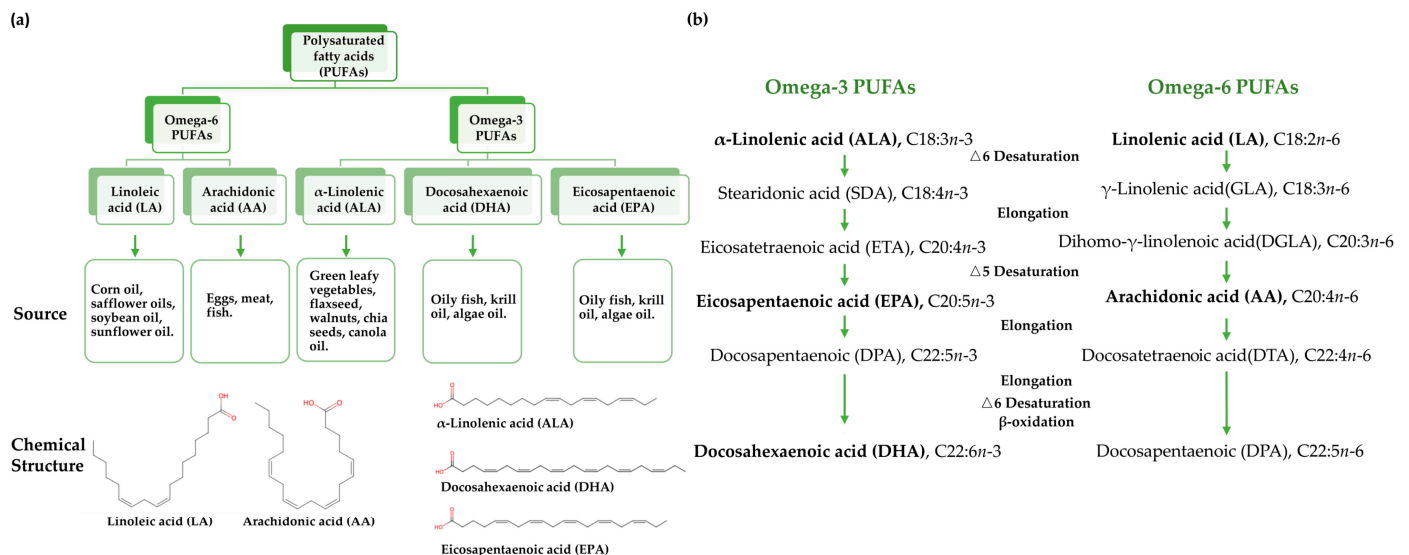 (a)
Polysaturated
fatty acids
(PUFAs)
Omega-6
PUFAs
Omega-3
PUFAs
Linoleic
acid (LA)
Arachidonic
acid (AA)
α-Linolenic
acid (ALA)
Docosahexaenoic
acid (DHA)
Eicosapentaenoic
acid (EPA)
Source
Corn oil,
safflower oils,
soybean oil,
sunflower oil.
Eggs, meat,
fish.
Green leafy
vegetables,
flaxseed,
walnuts, chia
seeds, canola
oil.
Oily fish, krill
oil, algae oil.
Oily fish, krill
oil, algae oil.
Chemical
Structure
OH
O
Linoleic acid (LA)
HO
O
Arachidonic acid (AA)
O
HO
α-Linolenic acid (ALA)
O
HO
Docosahexaenoic acid (DHA)
O
HO
Eicosapentaenoic acid (EPA)
(b)
Omega-3 PUFAs
Omega-6 PUFAs
α-Linolenic acid (ALA), C18:3n-3
Linolenic acid (LA), C18:2n-6
△6 Desaturation
Stearidonic acid (SDA), C18:4n-3
γ-Linolenic acid(GLA), C18:3n-6
Elongation
Eicosatetraenoic acid (ETA), C20:4n-3
Dihomo-γ-linolenoic acid(DGLA), C20:3n-6
△5 Desaturation
Eicosapentaenoic acid (EPA), C20:5n-3
Arachidonic acid (AA), C20:4n-6
Elongation
Docosapentaenoic (DPA), C22:5n-3
Docosatetraenoic acid(DTA), C22:4n-6
Elongation
△6 Desaturation
β-oxidation
Docosahexaenoic acid (DHA), C22:6n-3
Docosapentaenoic (DPA), C22:5n-6